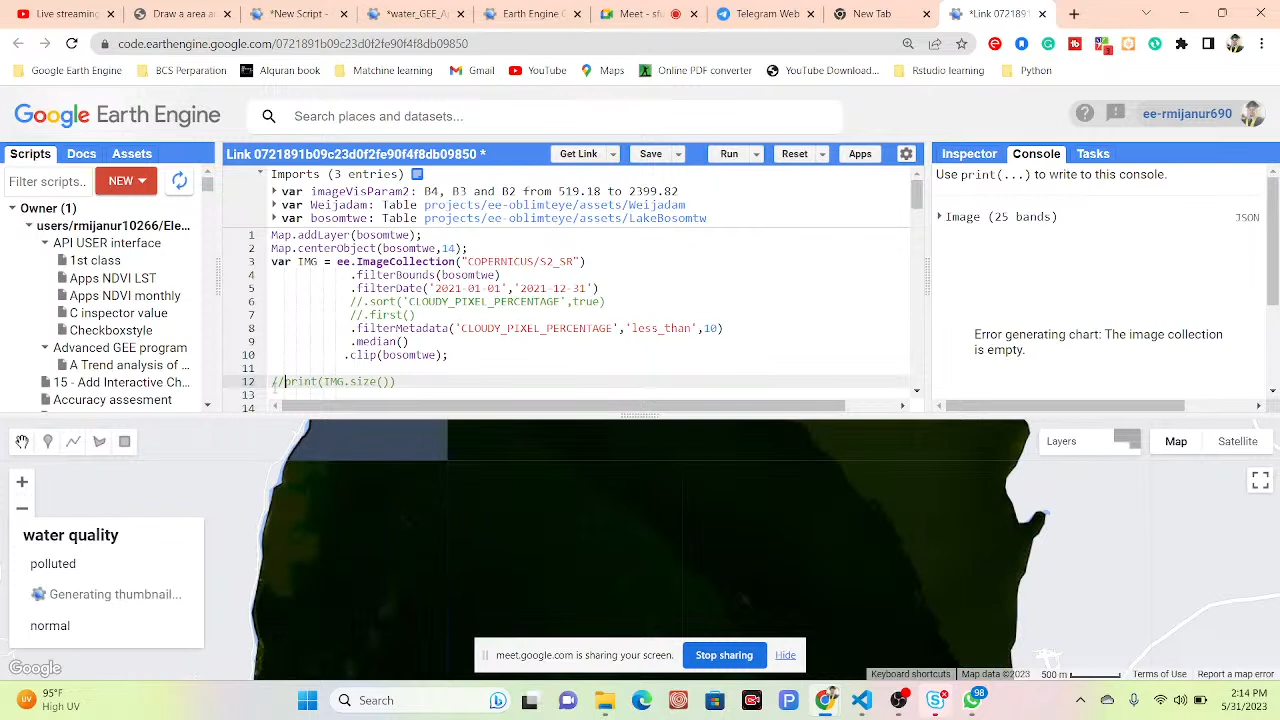 Live streaming
Draw a area
*New Script -
*water_GEE_Ap
Earth Engine C
Meet - sfu
Telegram Web
New Tab
*Link 0721891
code.earthengine.google.com/0721891b09c23d0f2fe90f4f8db09850
Google Earth Engine
BCS Perparation
Alquran book
Matchine learning
Gmail
YouTube
Maps
Online PDF converter
YouTube Download...
Rstudio learning
Python
Google Earth Engine
Search places and datasets...
ee-rmijanur690
Scripts
Docs
Assets
Link 0721891b09c23d0f2fe90f4f8db09850 *
Get Link
Save
Run
Reset
Apps
Inspector
Console
Tasks
Filter scripts...
NEW
Owner (1)
users/rmijanur10266/Ele...
API USER interface
1st class
Apps NDVI LST
Apps NDVI monthly
C inspector value
Checkboxstyle
Advanced GEE program
A Trend analysis of ...
15 - Add Interactive Ch...
Accuracy assesment
Imports (3 entries)
var imageVisParam2: B4, B3 and B2 from 519.18 to 2399.82
var Weijadam: Table projects/ee-oblimteye/assets/Weijadam
var bosomtwe: Table projects/ee-oblimteye/assets/LakeBosomtw
1 Map.addLayer(bosomtwe);
2 Map.centerObject(bosomtwe,14);
3 var IMG = ee.ImageCollection("COPERNICUS/S2_SR")
4 .filterBounds(bosomtwe)
5 .filterDate('2021-01-01','2021-12-31')
6 //.sort('CLOUDY_PIXEL_PERCENTAGE',true)
7 //.first()
8 .filterMetadata('CLOUDY_PIXEL_PERCENTAGE','less_than',10)
9 .median()
10 .clip(bosomtwe);
11
12 //print(IMG.size())
13
14
Use print(...) to write to this console.
Image (25 bands)
JSON
Error generating chart: The image collection
is empty.
Layers
Map
Satellite
water quality
polluted
Generating thumbnail...
normal
meet.google.com is sharing your screen.
Stop sharing
Hide
Google
Keyboard shortcuts
Map data ©2023
500 m
Terms of Use
Report a map error
95°F
High UV
Search
98
2:14 PM
5/31/2023